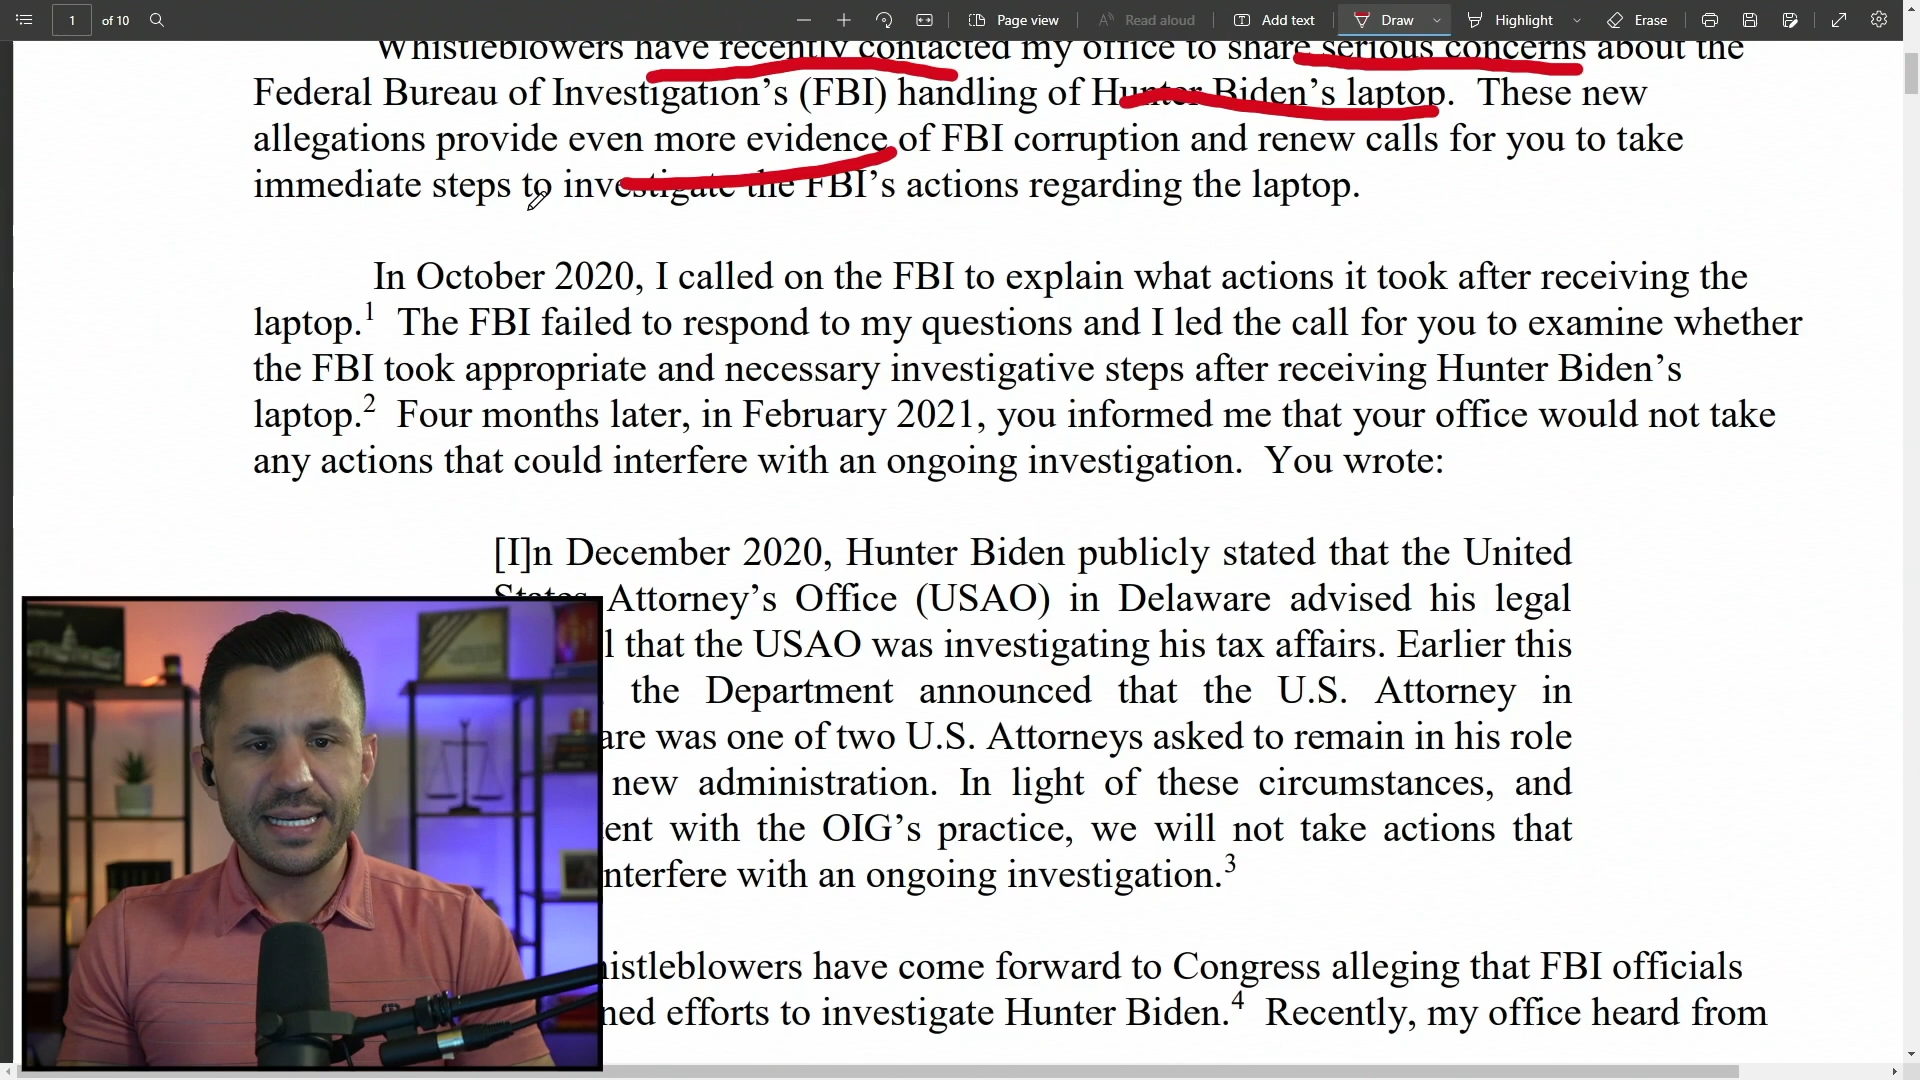 1 of 10 Page view Read aloud Add text Draw Highlight Erase
Whistleblowers have recently contacted my office to share serious concerns about the
Federal Bureau of Investigation’s (FBI) handling of Hunter Biden’s laptop. These new
allegations provide even more evidence of FBI corruption and renew calls for you to take
immediate steps to investigate the FBI’s actions regarding the laptop.
In October 2020, I called on the FBI to explain what actions it took after receiving the
laptop.1 The FBI failed to respond to my questions and I led the call for you to examine whether
the FBI took appropriate and necessary investigative steps after receiving Hunter Biden’s
laptop.2 Four months later, in February 2021, you informed me that your office would not take
any actions that could interfere with an ongoing investigation. You wrote:
[I]n December 2020, Hunter Biden publicly stated that the United
States Attorney’s Office (USAO) in Delaware advised his legal
l that the USAO was investigating his tax affairs. Earlier this
the Department announced that the U.S. Attorney in
are was one of two U.S. Attorneys asked to remain in his role
new administration. In light of these circumstances, and
ent with the OIG’s practice, we will not take actions that
nterfere with an ongoing investigation.3
istleblowers have come forward to Congress alleging that FBI officials
ned efforts to investigate Hunter Biden.4 Recently, my office heard from